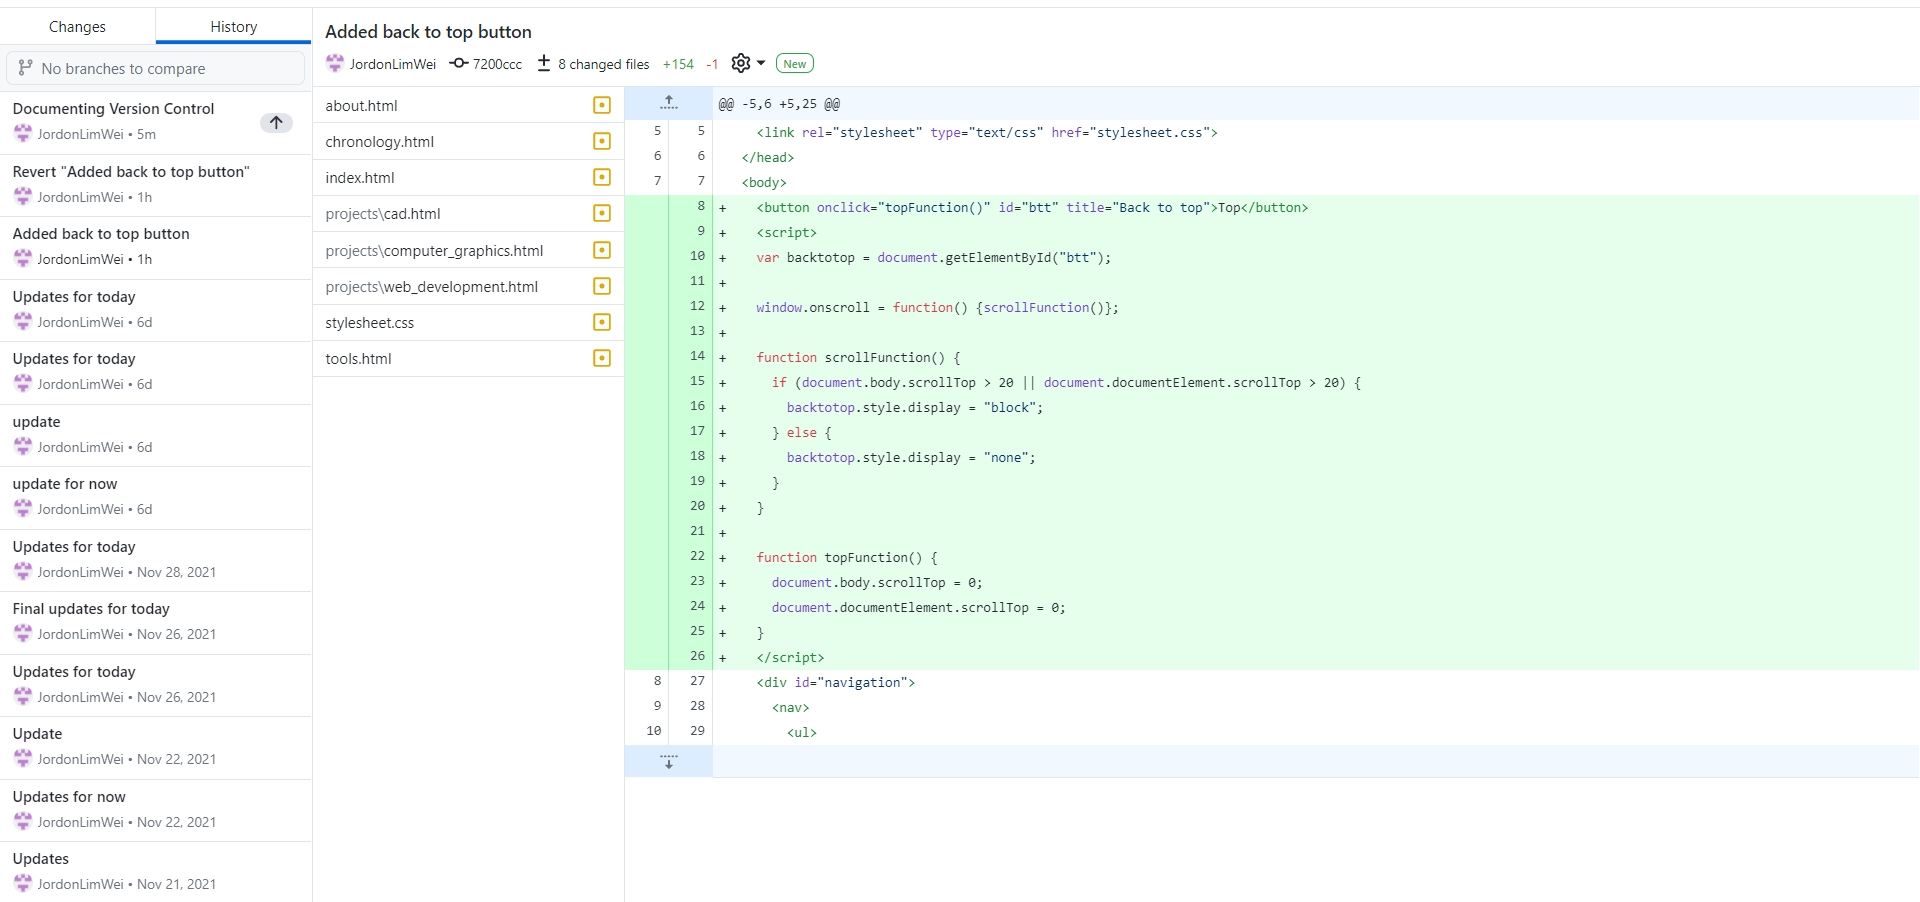 Changes
History
No branches to compare
Documenting Version Control
JordonLimWei • 5m
Revert "Added back to top button"
JordonLimWei • 1h
Added back to top button
JordonLimWei • 1h
Updates for today
JordonLimWei • 6d
Updates for today
JordonLimWei • 6d
update
JordonLimWei • 6d
update for now
JordonLimWei • 6d
Updates for today
JordonLimWei • Nov 28, 2021
Final updates for today
JordonLimWei • Nov 26, 2021
Updates for today
JordonLimWei • Nov 26, 2021
Update
JordonLimWei • Nov 22, 2021
Updates for now
JordonLimWei • Nov 22, 2021
Updates
JordonLimWei • Nov 21, 2021
Added back to top button
JordonLimWei 7200ccc 8 changed files +154 -1 New
about.html
chronology.html
index.html
projects\cad.html
projects\computer_graphics.html
projects\web_development.html
stylesheet.css
tools.html
@@ -5,6 +5,25 @@
5 5 <link rel="stylesheet" type="text/css" href="stylesheet.css">
6 6 </head>
7 7 <body>
8 + <button onclick="topFunction()" id="btt" title="Back to top">Top</button>
9 + <script>
10 + var backtotop = document.getElementById("btt");
11 +
12 + window.onscroll = function() {scrollFunction()};
13 +
14 + function scrollFunction() {
15 + if (document.body.scrollTop > 20 || document.documentElement.scrollTop > 20) {
16 + backtotop.style.display = "block";
17 + } else {
18 + backtotop.style.display = "none";
19 + }
20 + }
21 +
22 + function topFunction() {
23 + document.body.scrollTop = 0;
24 + document.documentElement.scrollTop = 0;
25 + }
26 + </script>
8 27 <div id="navigation">
9 28 <nav>
10 29 <ul>